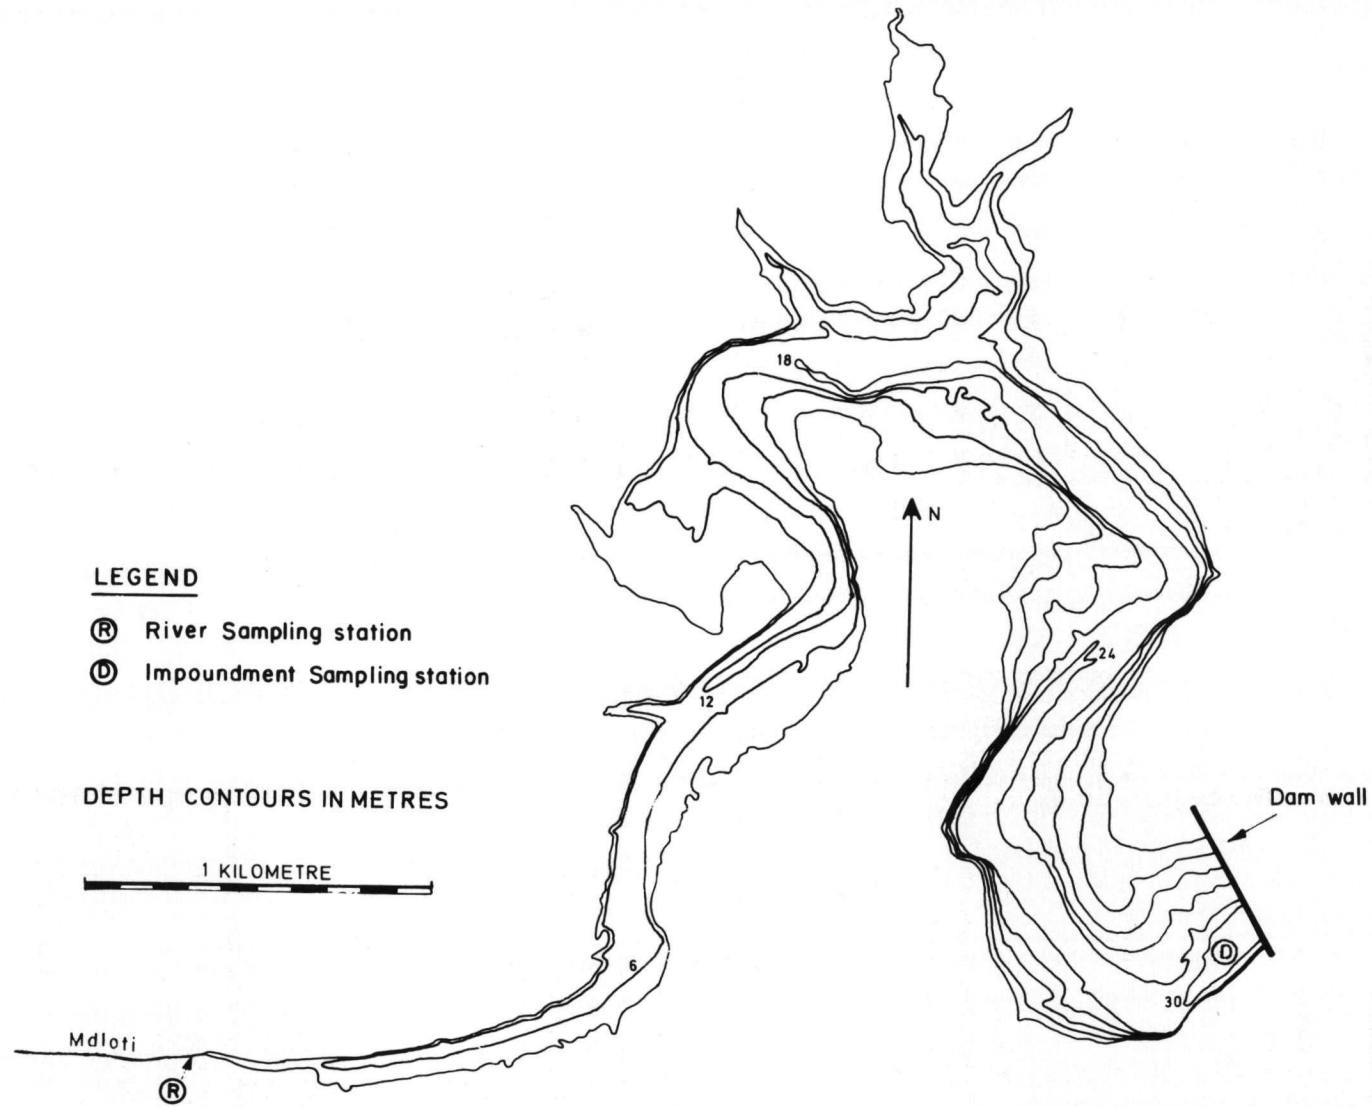 18
N
LEGEND
R River Sampling station
D Impoundment Sampling station
24
12
DEPTH CONTOURS IN METRES
Dam wall
1 KILOMETRE
6
D
30
Mdloti
R